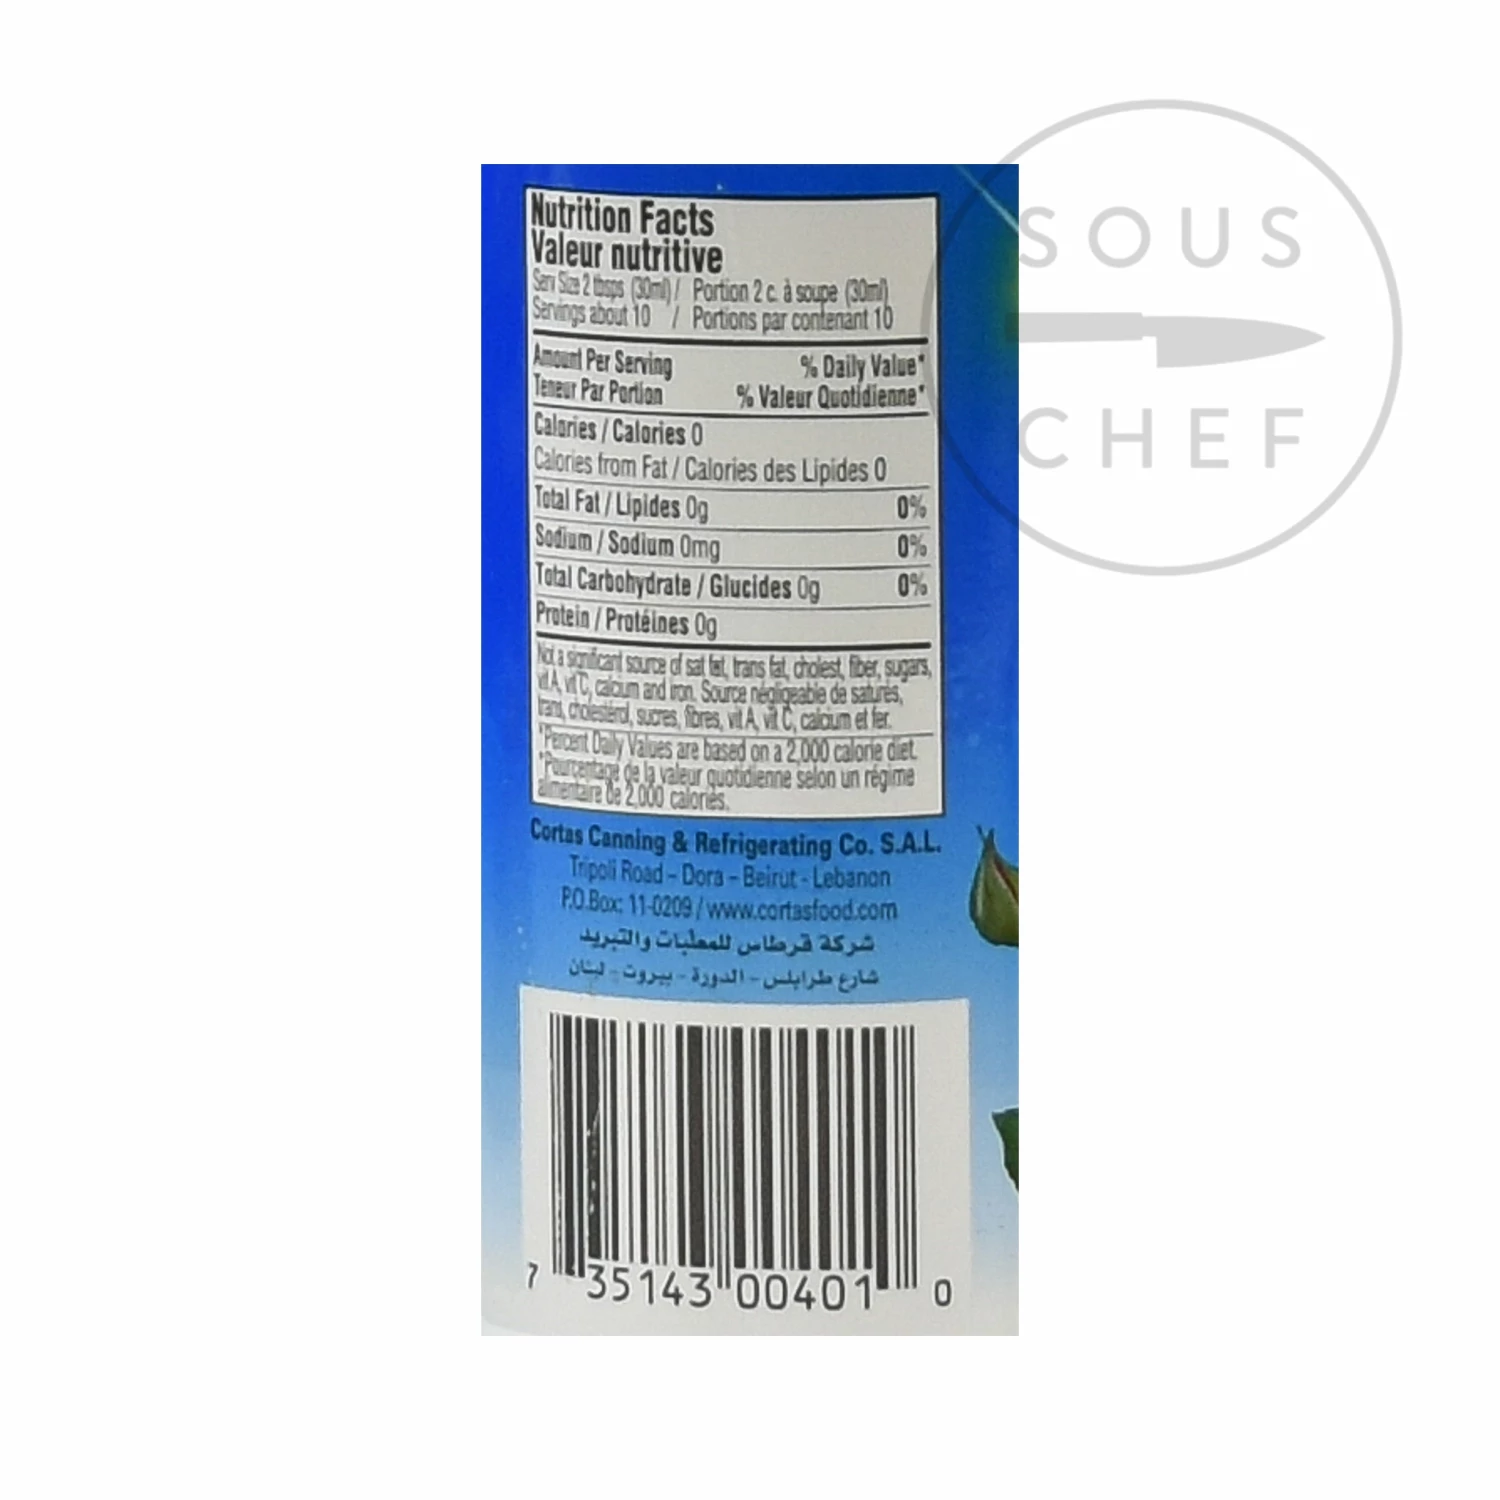 Nutrition Facts
Valeur nutritive
Serv Size 2 tbsps (30ml) / Portion 2 c. à soupe (30ml)
Servings about 10 / Portions par contenant 10
Amount Per Serving % Daily Value*
Teneur Par Portion % Valeur Quotidienne*
Calories / Calories 0
Calories from Fat / Calories des Lipides 0
Total Fat / Lipides 0g 0%
Sodium / Sodium 0mg 0%
Total Carbohydrate / Glucides 0g 0%
Protein / Protéines 0g
Not a significant source of sat fat, trans fat, cholest, fiber, sugars,
vit A, vit C, calcium and iron. Source négligeable de saturés,
trans, cholestérol, sucres, fibres, vit A, vit C, calcium et fer.
*Percent Daily Values are based on a 2,000 calorie diet.
*Pourcentage de la valeur quotidienne selon un régime
alimentaire de 2,000 calories.
Cortas Canning & Refrigerating Co. S.A.L.
Tripoli Road - Dora - Beirut - Lebanon
P.O.Box: 11-0209 / www.cortasfood.com
شركة قرطاس للمعلّبات والتبريد
شارع طرابلس - الدورة - بيروت - لبنان
7 35143 00401 0
SOUS
CHEF